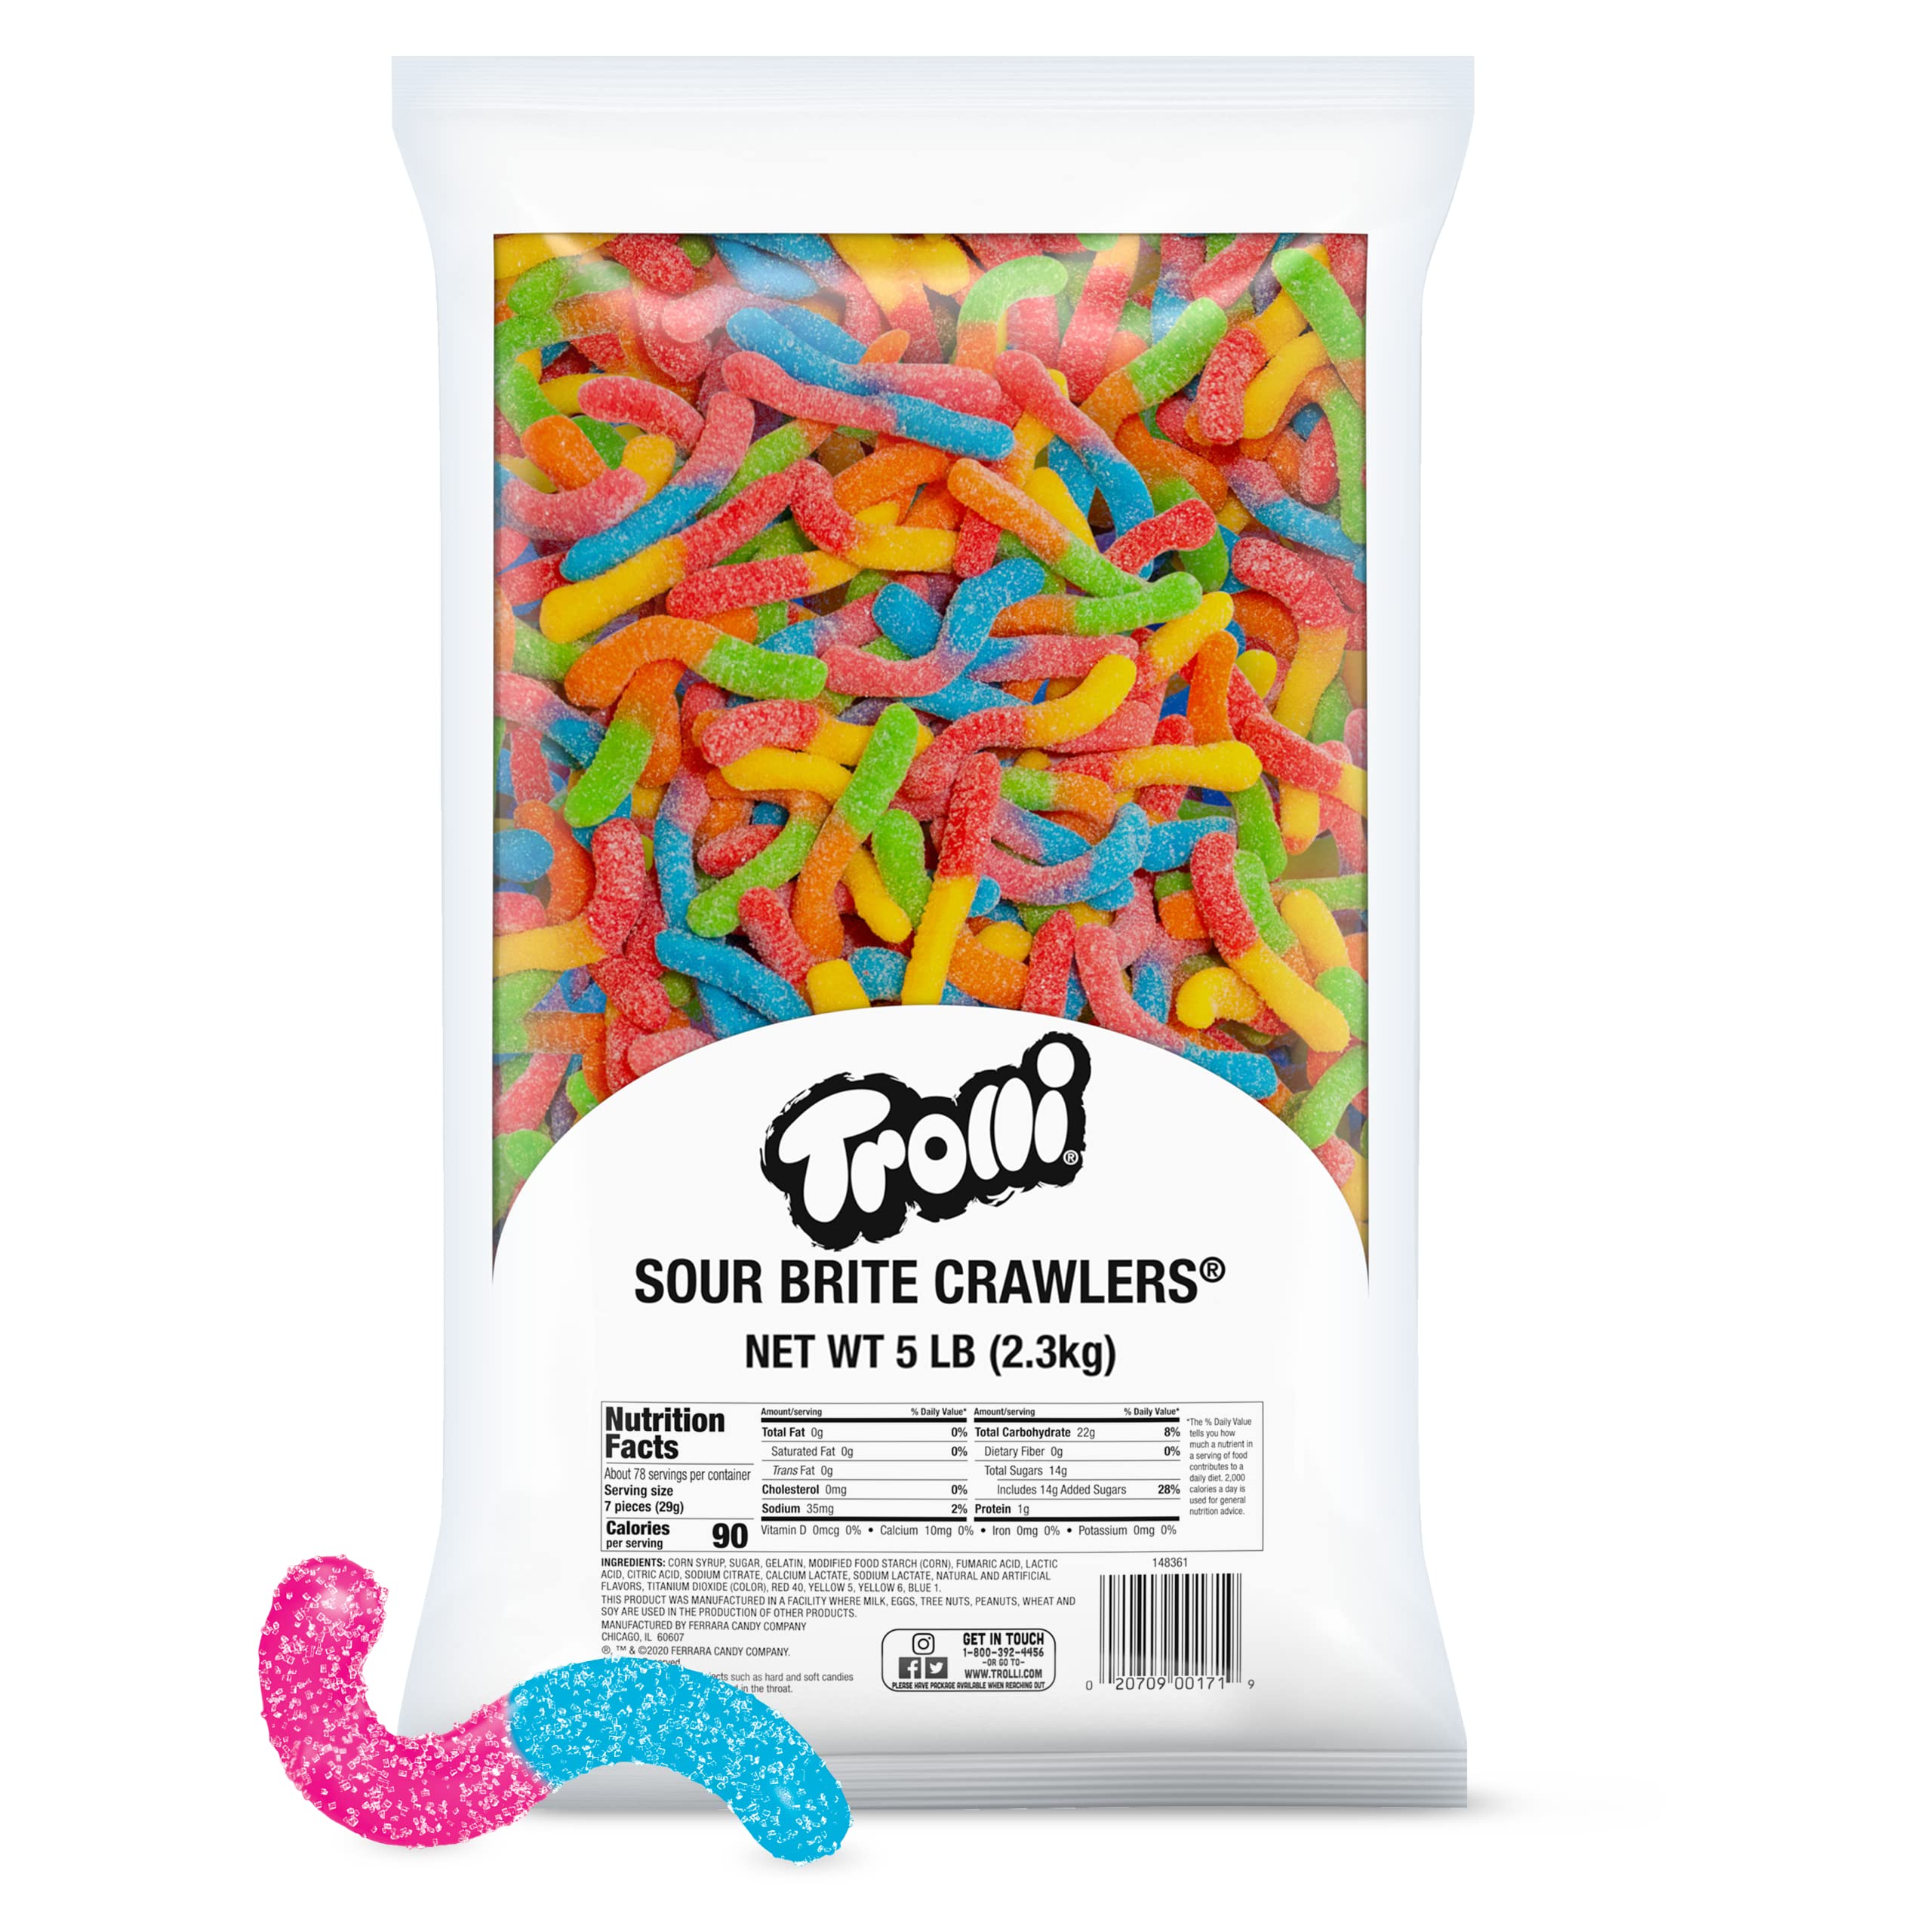 Trolli®
SOUR BRITE CRAWLERS®
NET WT 5 LB (2.3kg)
Nutrition
Facts
About 78 servings per container
Serving size
7 pieces (29g)
Calories
per serving
90
Amount/serving % Daily Value*
Total Fat 0g 0%
Saturated Fat 0g 0%
Trans Fat 0g
Cholesterol 0mg 0%
Sodium 35mg 2%
Amount/serving % Daily Value*
Total Carbohydrate 22g 8%
Dietary Fiber 0g 0%
Total Sugars 14g
Includes 14g Added Sugars 28%
Protein 1g
Vitamin D 0mcg 0% • Calcium 10mg 0% • Iron 0mg 0% • Potassium 0mg 0%
*The % Daily Value
tells you how
much a nutrient in
a serving of food
contributes to a
daily diet. 2,000
calories a day is
used for general
nutrition advice.
INGREDIENTS: CORN SYRUP, SUGAR, GELATIN, MODIFIED FOOD STARCH (CORN), FUMARIC ACID, LACTIC
ACID, CITRIC ACID, SODIUM CITRATE, CALCIUM LACTATE, SODIUM LACTATE, NATURAL AND ARTIFICIAL
FLAVORS, TITANIUM DIOXIDE (COLOR), RED 40, YELLOW 5, YELLOW 6, BLUE 1.
THIS PRODUCT WAS MANUFACTURED IN A FACILITY WHERE MILK, EGGS, TREE NUTS, PEANUTS, WHEAT AND
SOY ARE USED IN THE PRODUCTION OF OTHER PRODUCTS.
MANUFACTURED BY FERRARA CANDY COMPANY
CHICAGO, IL 60607
®, ™ & ©2020 FERRARA CANDY COMPANY.
such as hard and soft candies
in the throat.
GET IN TOUCH
1-800-392-4456
-OR GO TO-
WWW.TROLLI.COM
PLEASE HAVE PACKAGE AVAILABLE WHEN REACHING OUT
148361
0 20709 00171 9